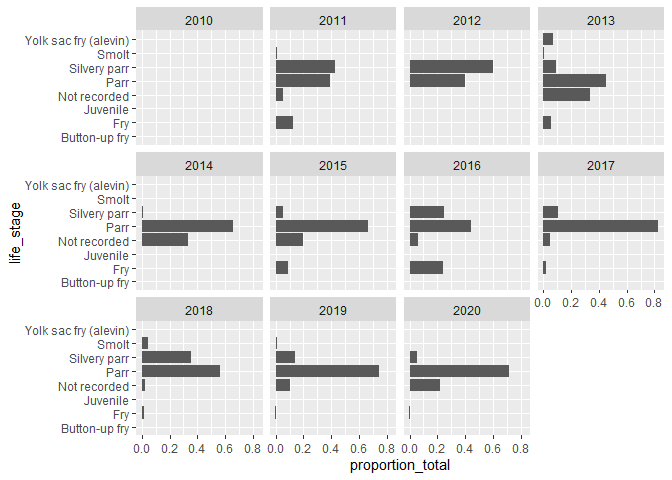 2010 2011 2012 2013
Yolk sac fry (alevin)
Smolt
Silvery parr
Parr
Not recorded
Juvenile
Fry
Button-up fry
2014 2015 2016 2017
Yolk sac fry (alevin)
Smolt
Silvery parr
Parr
Not recorded
Juvenile
Fry
Button-up fry
0.0 0.2 0.4 0.6 0.8
2018 2019 2020
Yolk sac fry (alevin)
Smolt
Silvery parr
Parr
Not recorded
Juvenile
Fry
Button-up fry
0.0 0.2 0.4 0.6 0.8 0.0 0.2 0.4 0.6 0.8 0.0 0.2 0.4 0.6 0.8
proportion_total
life_stage